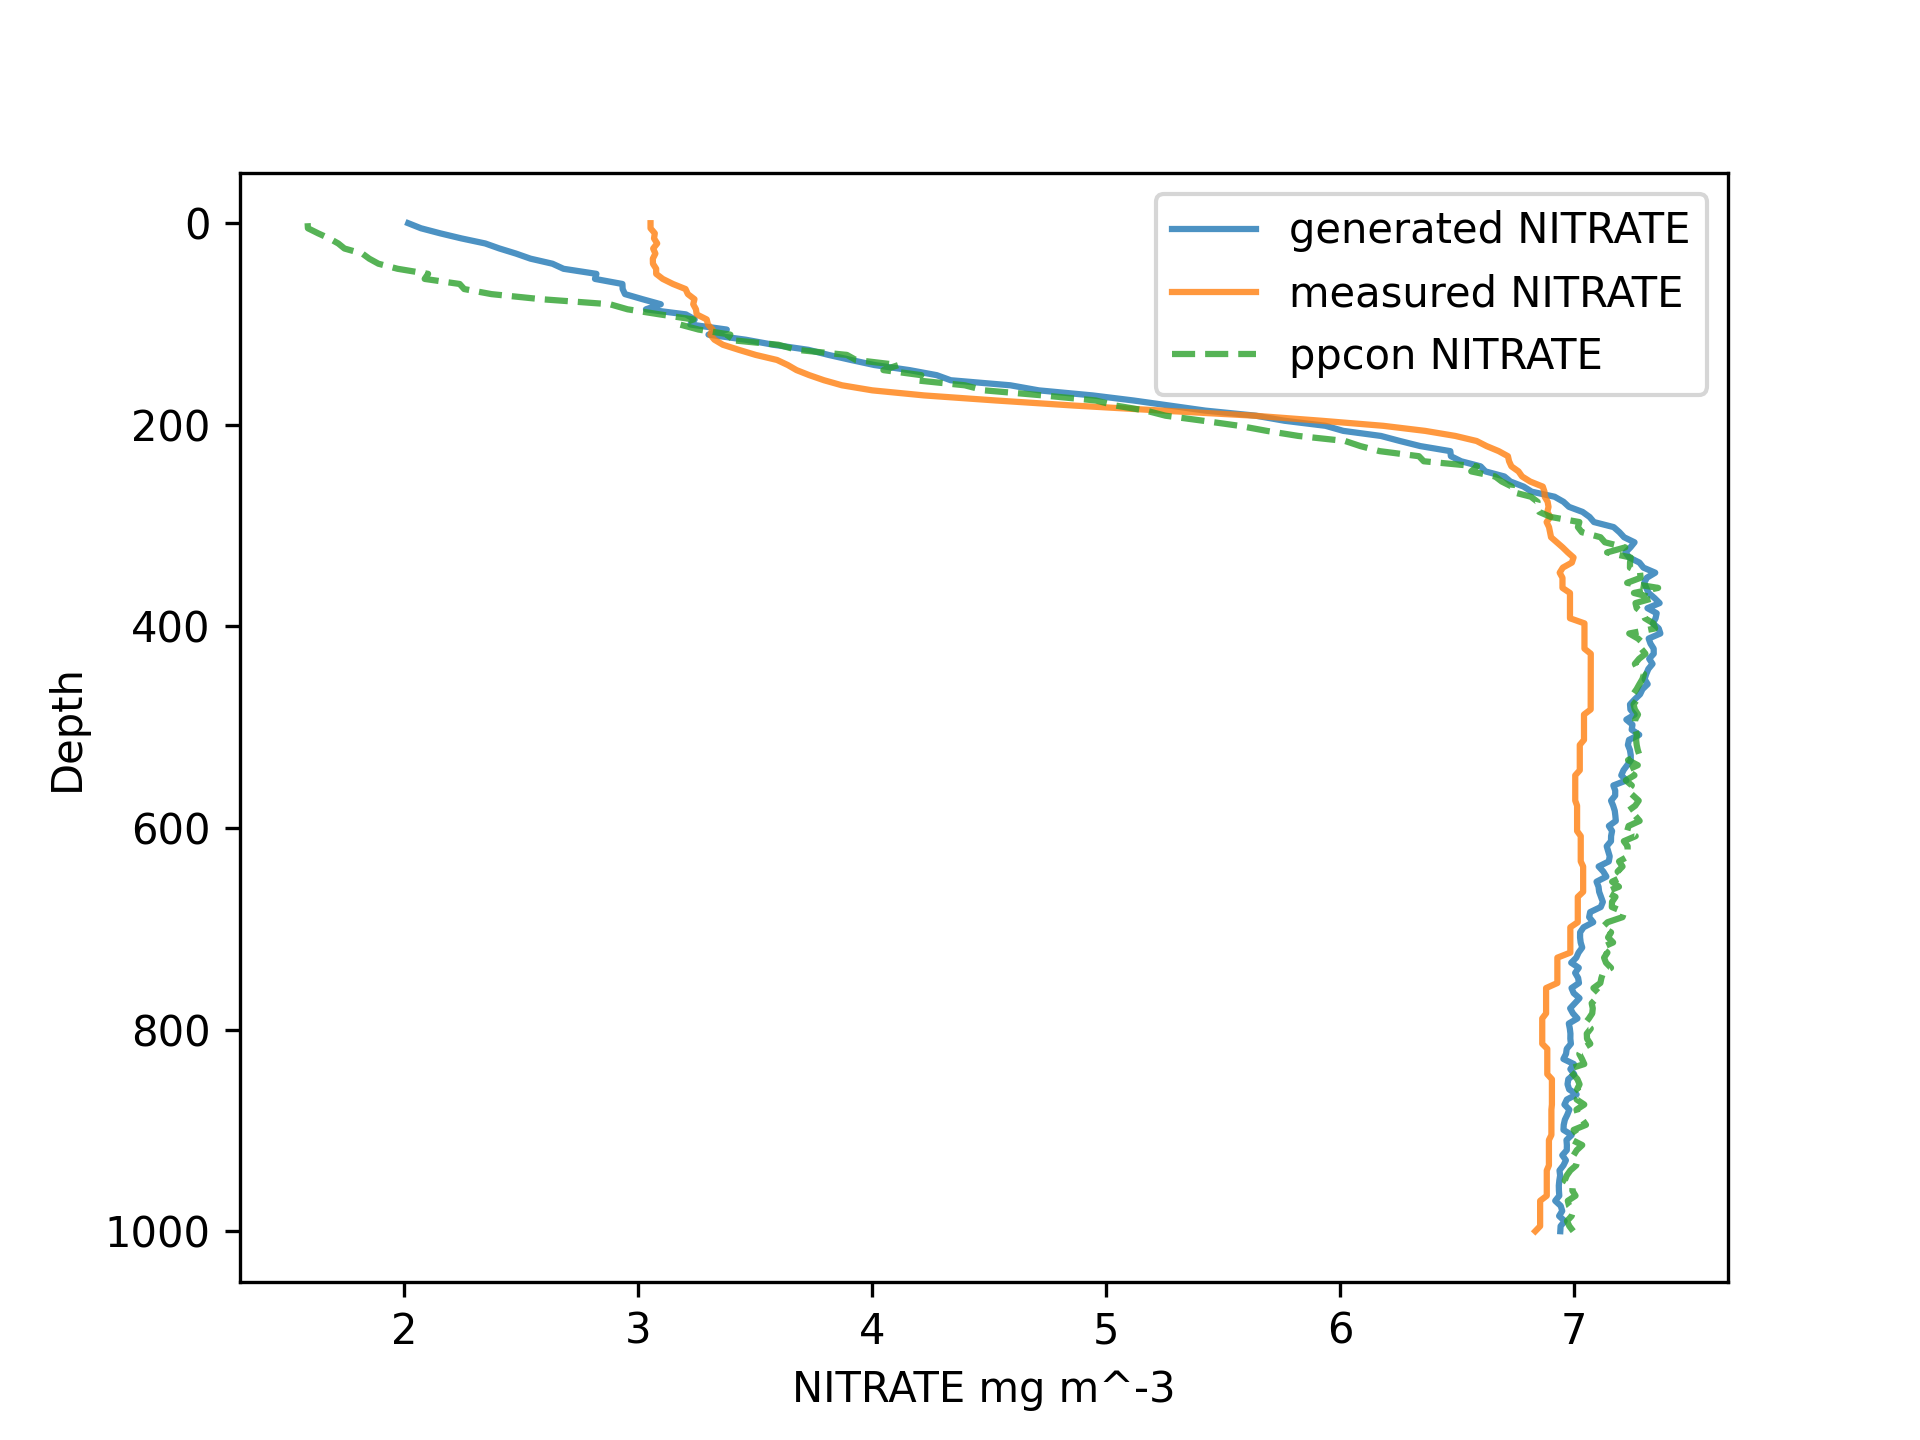 generated NITRATE
measured NITRATE
ppcon NITRATE
0
200
400
600
800
1000
Depth
2 3 4 5 6 7
NITRATE mg m^-3